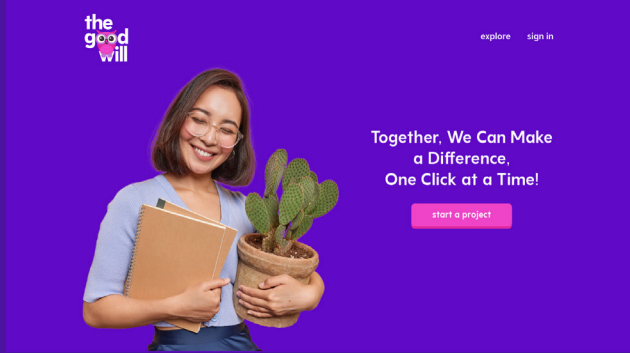 the
good
will
explore sign in
Together, We Can Make
a Difference,
One Click at a Time!
start a project